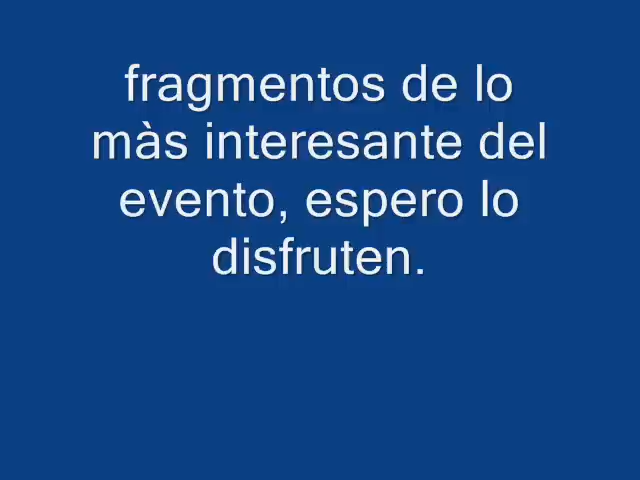 fragmentos de lo
màs interesante del
evento, espero lo
disfruten.